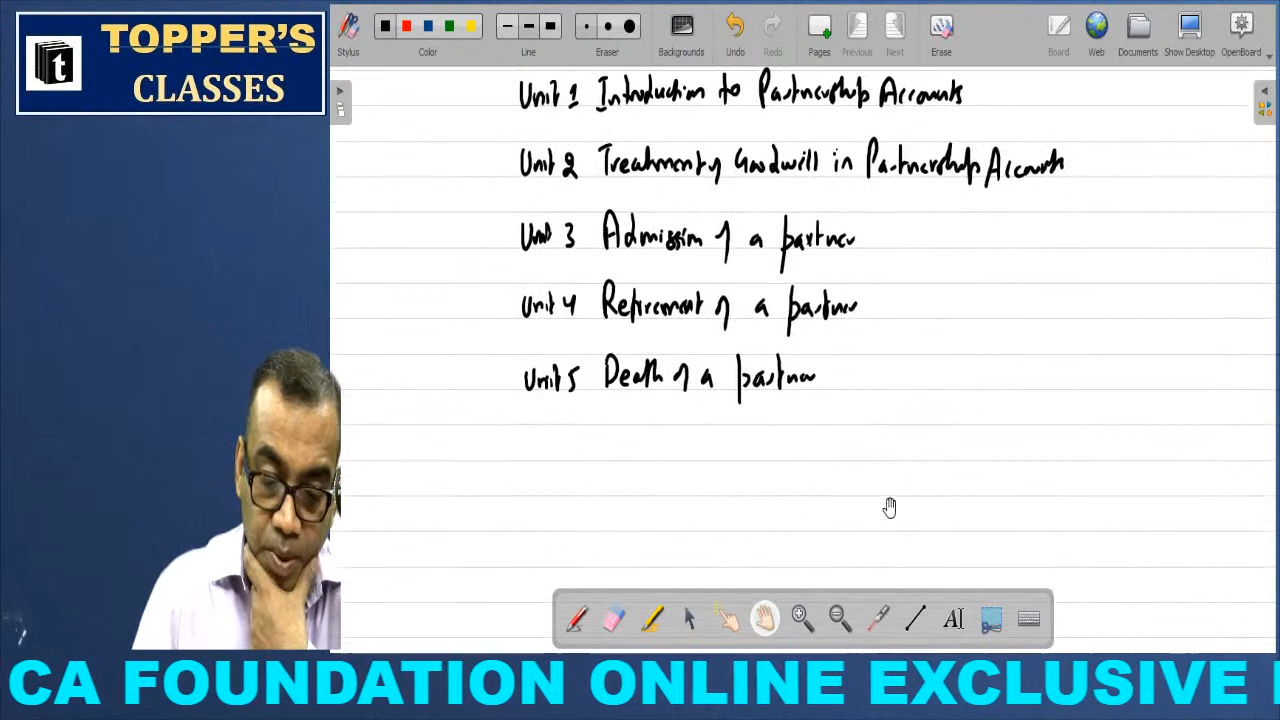 TOPPER'S
CLASSES
t
Stylus
Color
Line
Eraser
Backgrounds
Undo
Redo
Pages
Previous
Next
Erase
Board
Web
Documents
Show Desktop
OpenBoard
Unit 1 Introduction to Partnership Accounts
Unit 2 Treatment of Goodwill in Partnership Accounts
Unit 3 Admission of a partner
Unit 4 Retirement of a partner
Unit 5 Death of a partner
AI
CA FOUNDATION ONLINE EXCLUSIVE